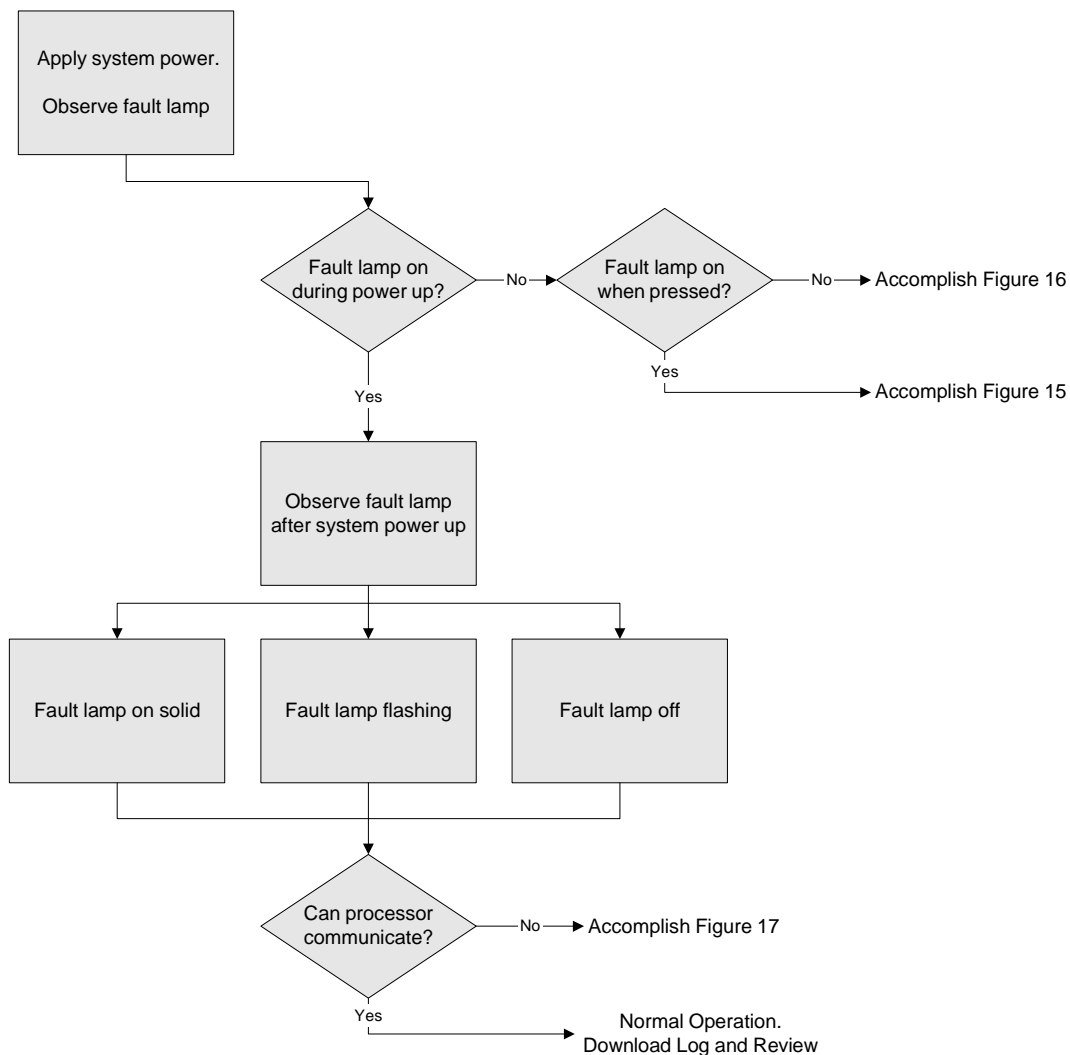 Apply system power.
Observe fault lamp
Fault lamp on
during power up?
No
Fault lamp on
when pressed?
No
Accomplish Figure 16
Yes
Accomplish Figure 15
Yes
Observe fault lamp
after system power up
Fault lamp on solid
Fault lamp flashing
Fault lamp off
Can processor
communicate?
No
Accomplish Figure 17
Yes
Normal Operation.
Download Log and Review